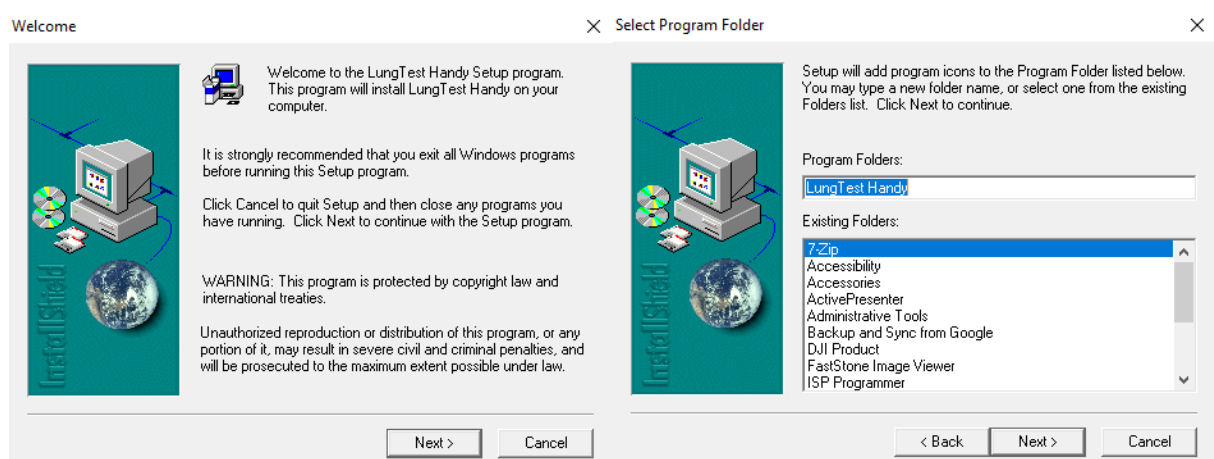 Welcome
Welcome to the LungTest Handy Setup program.
This program will install LungTest Handy on your
computer.
It is strongly recommended that you exit all Windows programs
before running this Setup program.
Click Cancel to quit Setup and then close any programs you
have running. Click Next to continue with the Setup program.
WARNING: This program is protected by copyright law and
international treaties.
Unauthorized reproduction or distribution of this program, or any
portion of it, may result in severe civil and criminal penalties, and
will be prosecuted to the maximum extent possible under law.
InstallShield
Next >
Cancel
Select Program Folder
Setup will add program icons to the Program Folder listed below.
You may type a new folder name, or select one from the existing
Folders list. Click Next to continue.
Program Folders:
LungTest Handy
Existing Folders:
7-Zip
Accessibility
Accessories
ActivePresenter
Administrative Tools
Backup and Sync from Google
DJI Product
FastStone Image Viewer
ISP Programmer
InstallShield
< Back
Next >
Cancel